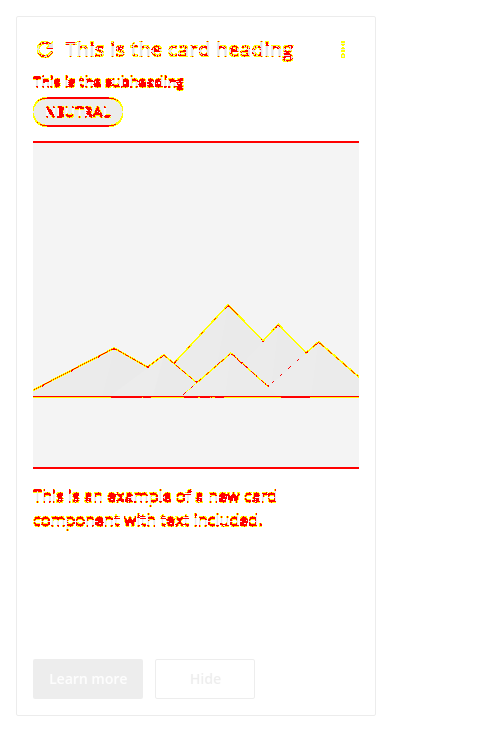 This is the card heading
This is the subheading
NEUTRAL
This is an example of a new card
component with text included.
Learn more
Hide